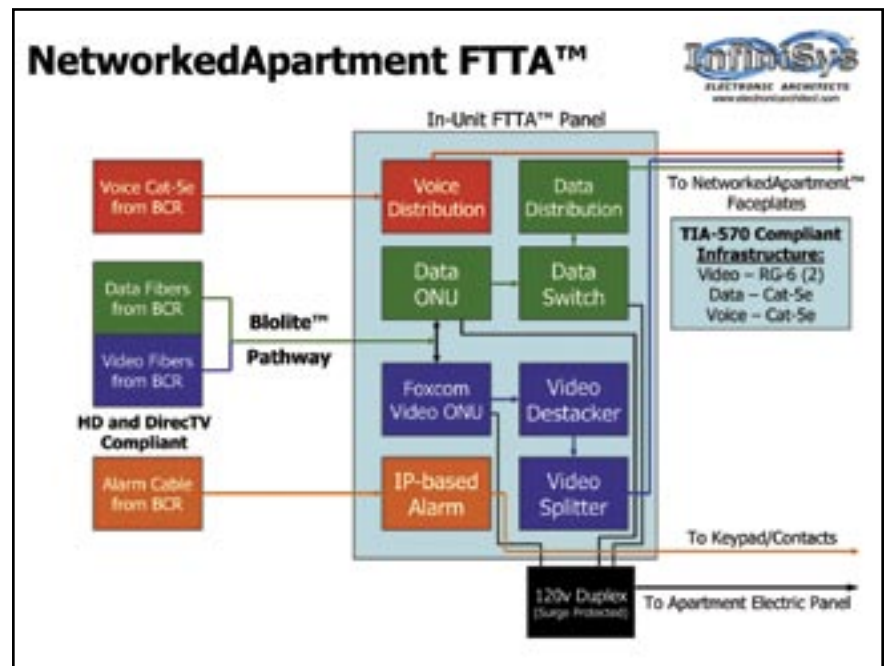 NetworkedApartment FTTA™
InfiniSys
ELECTRONIC ARCHITECTS
www.electronicarchitect.com
In-Unit FTTA™ Panel
Voice Cat-5e
from BCR
Voice
Distribution
Data
Distribution
To NetworkedApartment™
Faceplates
TIA-570 Compliant
Infrastructure:
Video – RG-6 (2)
Data – Cat-5e
Voice – Cat-5e
Data Fibers
from BCR
Data
ONU
Data
Switch
Biolite™
Pathway
Video Fibers
from BCR
HD and DirecTV
Compliant
Foxcom
Video ONU
Video
Destacker
Alarm Cable
from BCR
IP-based
Alarm
Video
Splitter
To Keypad/Contacts
120v Duplex
(Surge Protected)
To Apartment Electric Panel